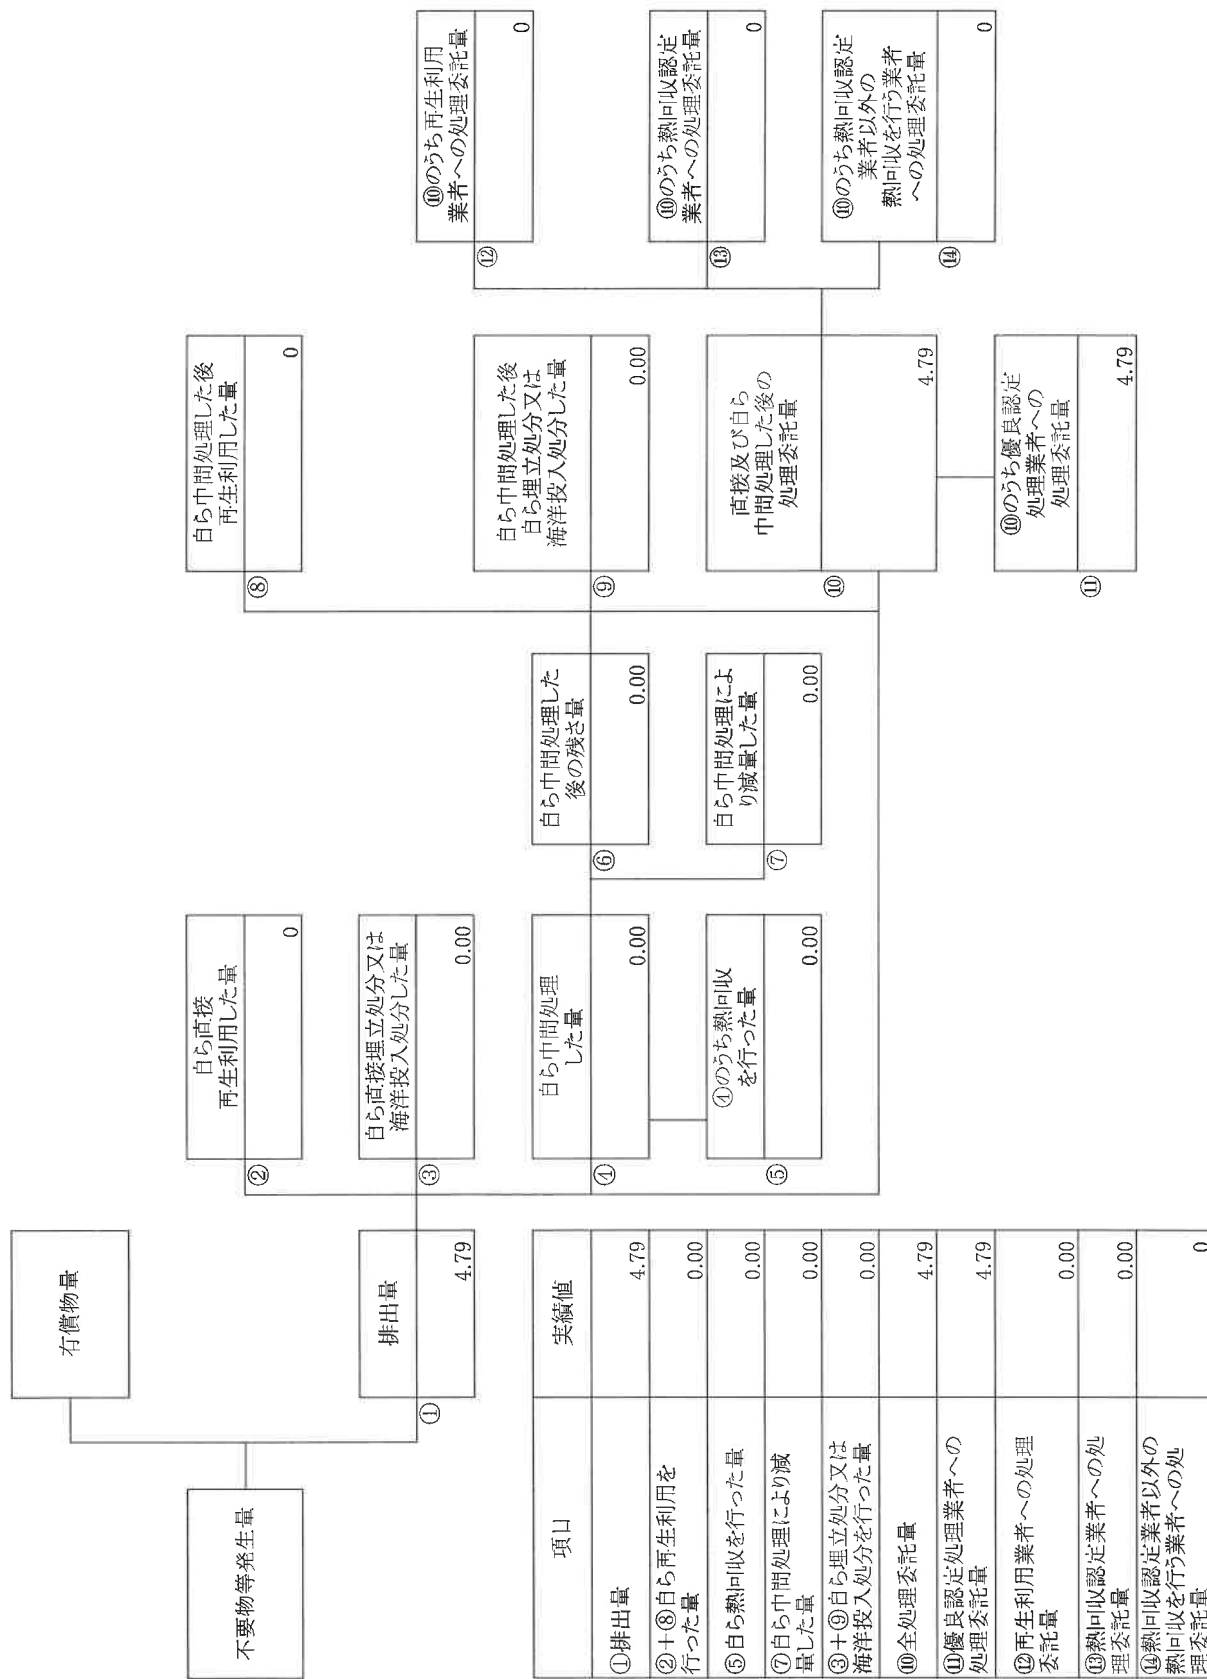 有償物量
不要物等発生量
①
排出量
4.79
②
自ら直接
再生利用した量
0
③
自ら直接埋立処分又は
海洋投入処分した量
0.00
④
自ら中間処理
した量
0.00
⑤
④のうち熱回収
を行った量
0.00
⑥
自ら中間処理した
後の残さ量
0.00
⑦
自ら中間処理によ
り減量した量
0.00
⑧
自ら中間処理した後
再生利用した量
0
⑨
自ら中間処理した後
自ら埋立処分又は
海洋投入処分した量
0.00
⑩
直接及び自ら
中間処理した後の
処理委託量
4.79
⑪
⑩のうち優良認定
処理業者への
処理委託量
4.79
⑫
⑩のうち再生利用
業者への処理委託量
0
⑬
⑩のうち熱回収認定
業者への処理委託量
0
⑭
⑩のうち熱回収認定
業者以外の
熱回収を行う業者
への処理委託量
0
項目 実績値
①排出量 4.79
②+⑧自ら再生利用を
行った量 0.00
⑤自ら熱回収を行った量 0.00
⑦自ら中間処理により減
量した量 0.00
③+⑨自ら埋立処分又は
海洋投入処分を行った量 0.00
⑩全処理委託量 4.79
⑪優良認定処理業者への
処理委託量 4.79
⑫再生利用業者への処理
委託量 0.00
⑬熱回収認定業者への処
理委託量 0.00
⑭熱回収認定業者以外の
熱回収を行う業者への処
理委託量 0